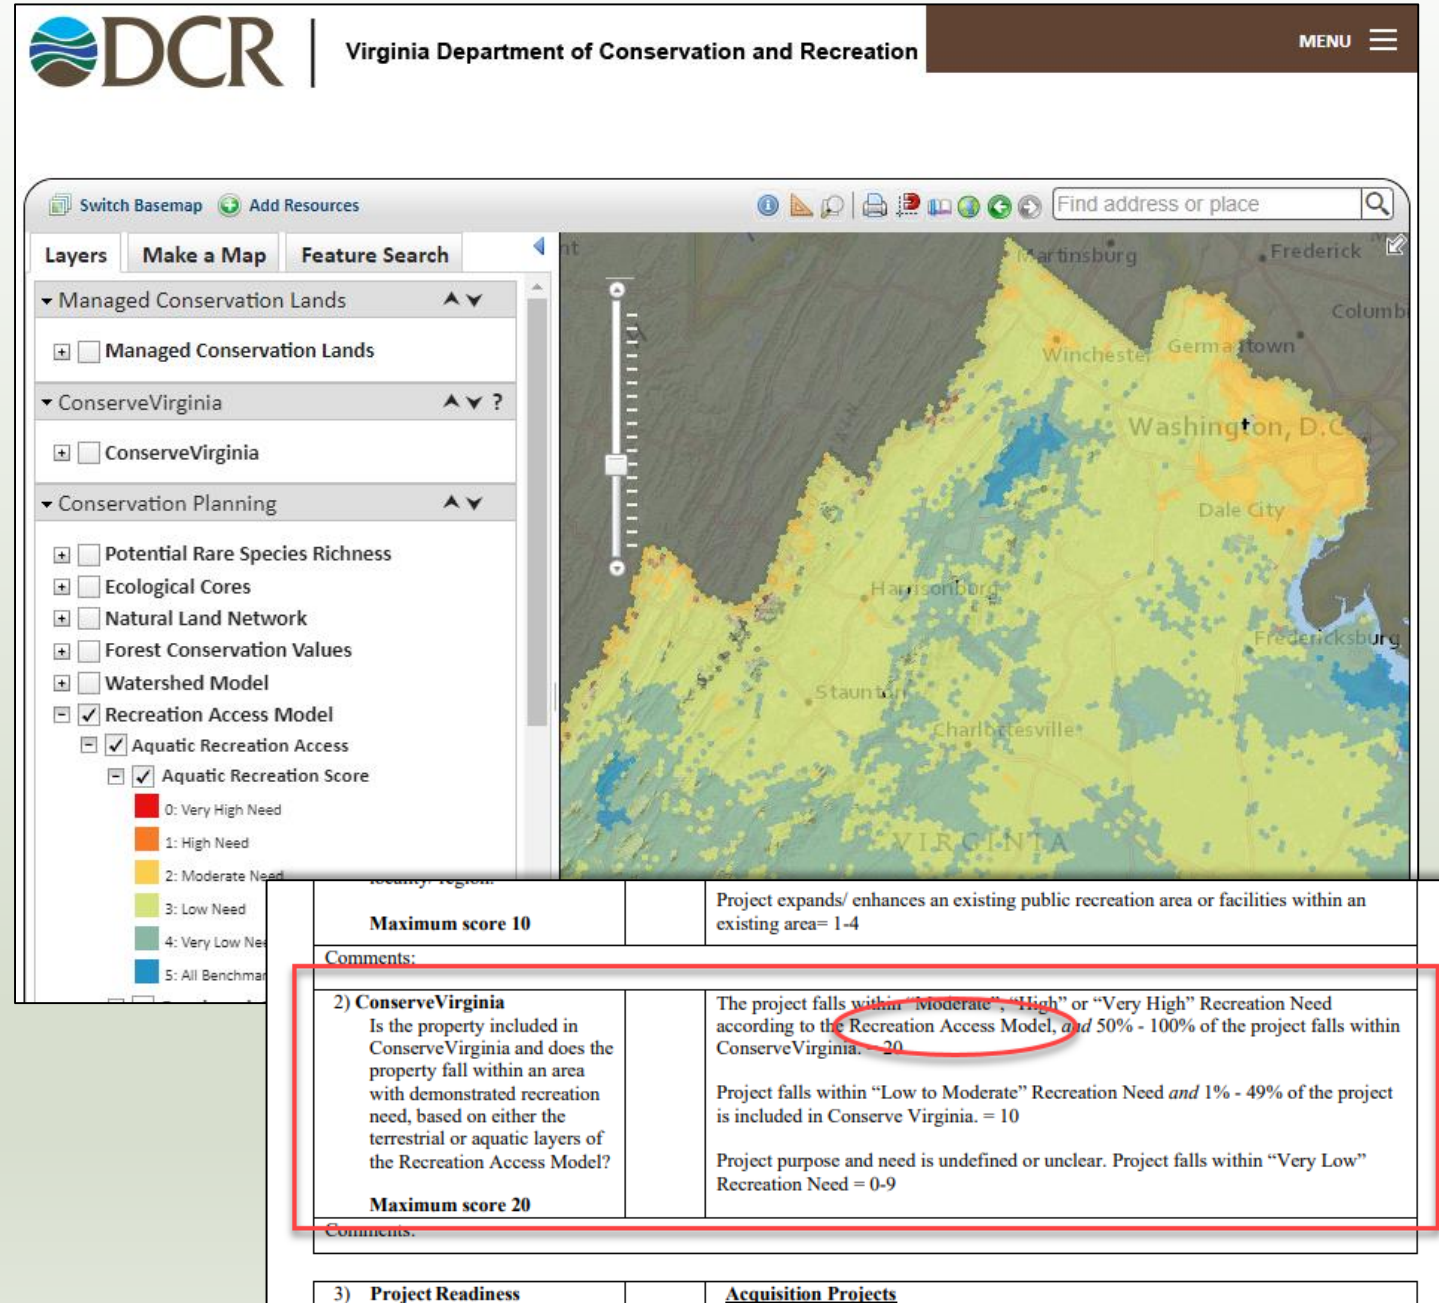 DCR
Virginia Department of Conservation and Recreation
MENU
Switch Basemap
Add Resources
Find address or place
Layers
Make a Map
Feature Search
Managed Conservation Lands
Managed Conservation Lands
ConserveVirginia
?
ConserveVirginia
Conservation Planning
Potential Rare Species Richness
Ecological Cores
Natural Land Network
Forest Conservation Values
Watershed Model
Recreation Access Model
Aquatic Recreation Access
Aquatic Recreation Score
0: Very High Need
1: High Need
2: Moderate Need
3: Low Need
4: Very Low Nee
5: All Benchmar
Martinsburg
Frederick
Columb
Winchester
Germantown
Washington, D.C.
Dale City
Harrisonburg
Fredericksburg
Staunton
Charlottesville
VIRGINIA
locality/ region.
Maximum score 10
Project expands/ enhances an existing public recreation area or facilities within an
existing area= 1-4
Comments:
2) ConserveVirginia
Is the property included in
ConserveVirginia and does the
property fall within an area
with demonstrated recreation
need, based on either the
terrestrial or aquatic layers of
the Recreation Access Model?
Maximum score 20
The project falls within “Moderate”, “High” or “Very High” Recreation Need
according to the Recreation Access Model, and 50% - 100% of the project falls within
ConserveVirginia. = 20
Project falls within “Low to Moderate” Recreation Need and 1% - 49% of the project
is included in Conserve Virginia. = 10
Project purpose and need is undefined or unclear. Project falls within “Very Low”
Recreation Need = 0-9
Comments:
3) Project Readiness
Acquisition Projects